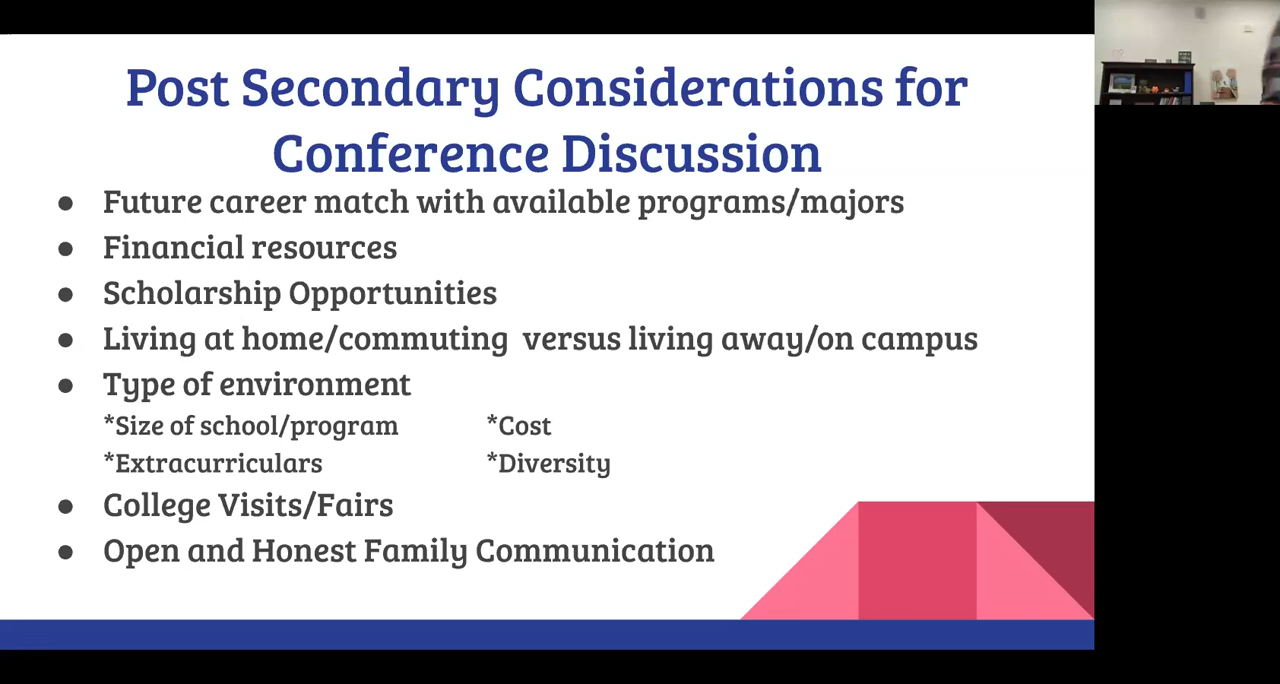 Post Secondary Considerations for
Conference Discussion
● Future career match with available programs/majors
● Financial resources
● Scholarship Opportunities
● Living at home/commuting  versus living away/on campus
● Type of environment
*Size of school/program *Cost
*Extracurriculars *Diversity
● College Visits/Fairs
● Open and Honest Family Communication